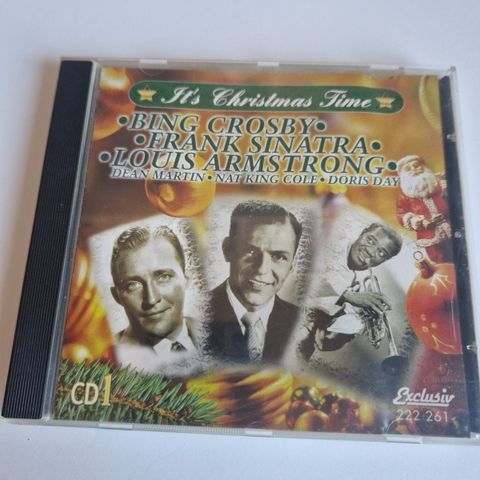 It's Christmas Time
•BING CROSBY•
•FRANK SINATRA•
•LOUIS ARMSTRONG•
DEAN MARTIN • NAT KING COLE • DORIS DAY
CD1
Exclusiv
222 261